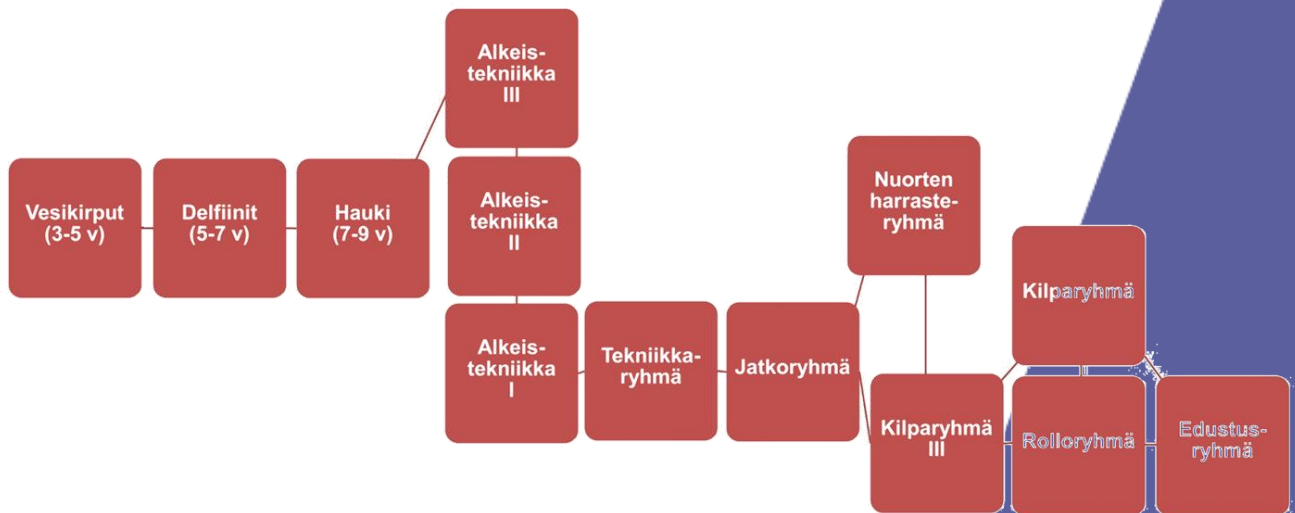 Vesikirput
(3-5 v)
Delfiinit
(5-7 v)
Hauki
(7-9 v)
Alkeis-
tekniikka
III
Alkeis-
tekniikka
II
Alkeis-
tekniikka
I
Tekniikka-
ryhmä
Jatkoryhmä
Nuorten
harraste-
ryhmä
Kilparyhmä
III
Kilparyhmä
Rolloryhmä
Edustus-
ryhmä